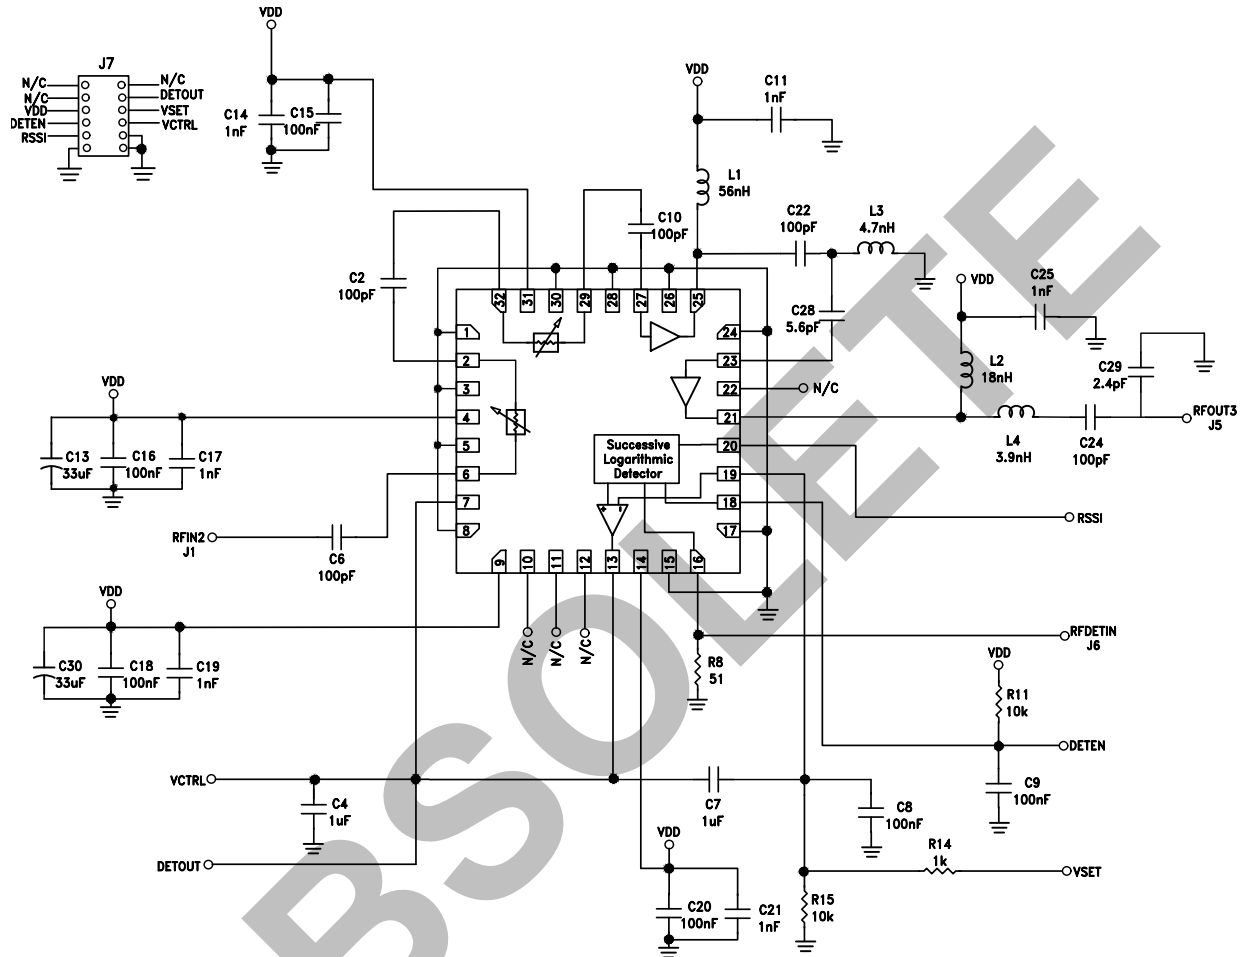 VDD
J7
N/C
N/C
N/C
DETOUT
VDD
VSET
DETEN
VCTRL
RSSI
C14
1nF
C15
100nF
VDD
C11
1nF
L1
56nH
C10
100pF
C22
100pF
L3
4.7nH
C2
100pF
C28
5.6pF
VDD
C25
1nF
L2
18nH
C29
2.4pF
RFOUT3
J5
L4
3.9nH
C24
100pF
32
31
30
29
28
27
26
25
1
2
3
4
5
6
7
8
24
23
22
21
20
19
18
17
9
10
11
12
13
14
15
16
N/C
Successive
Logarithmic
Detector
+
-
VDD
C13
33uF
C16
100nF
C17
1nF
RFIN2
J1
C6
100pF
RSSI
VDD
C30
33uF
C18
100nF
C19
1nF
N/C
N/C
N/C
R8
51
RFDETIN
J6
VDD
R11
10k
DETEN
C9
100nF
VCTRL
C4
1uF
C7
1uF
C8
100nF
DETOUT
VDD
R14
1k
VSET
C20
100nF
C21
1nF
R15
10k
BSOLETE